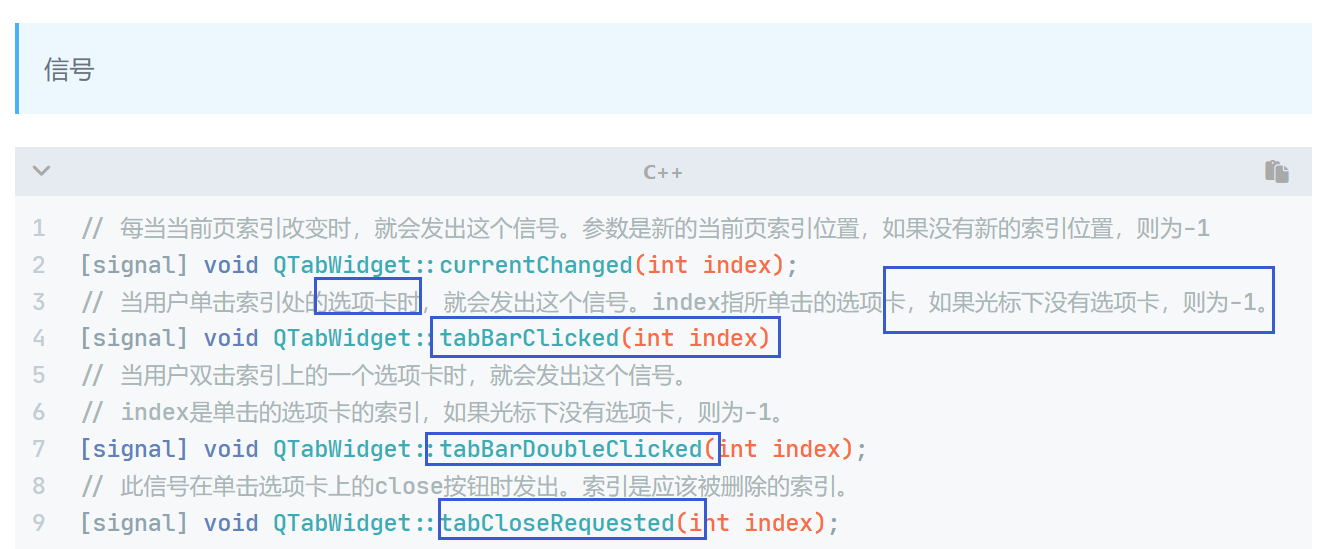 信号
C++
1 // 每当当前页索引改变时，就会发出这个信号。参数是新的当前页索引位置，如果没有新的索引位置，则为-1
2 [signal] void QTabWidget::currentChanged(int index);
3 // 当用户单击索引处的选项卡时，就会发出这个信号。index指所单击的选项卡，如果光标下没有选项卡，则为-1。
4 [signal] void QTabWidget::tabBarClicked(int index)
5 // 当用户双击索引上的一个选项卡时，就会发出这个信号。
6 // index是单击的选项卡的索引，如果光标下没有选项卡，则为-1。
7 [signal] void QTabWidget::tabBarDoubleClicked(int index);
8 // 此信号在单击选项卡上的close按钮时发出。索引是应该被删除的索引。
9 [signal] void QTabWidget::tabCloseRequested(int index);